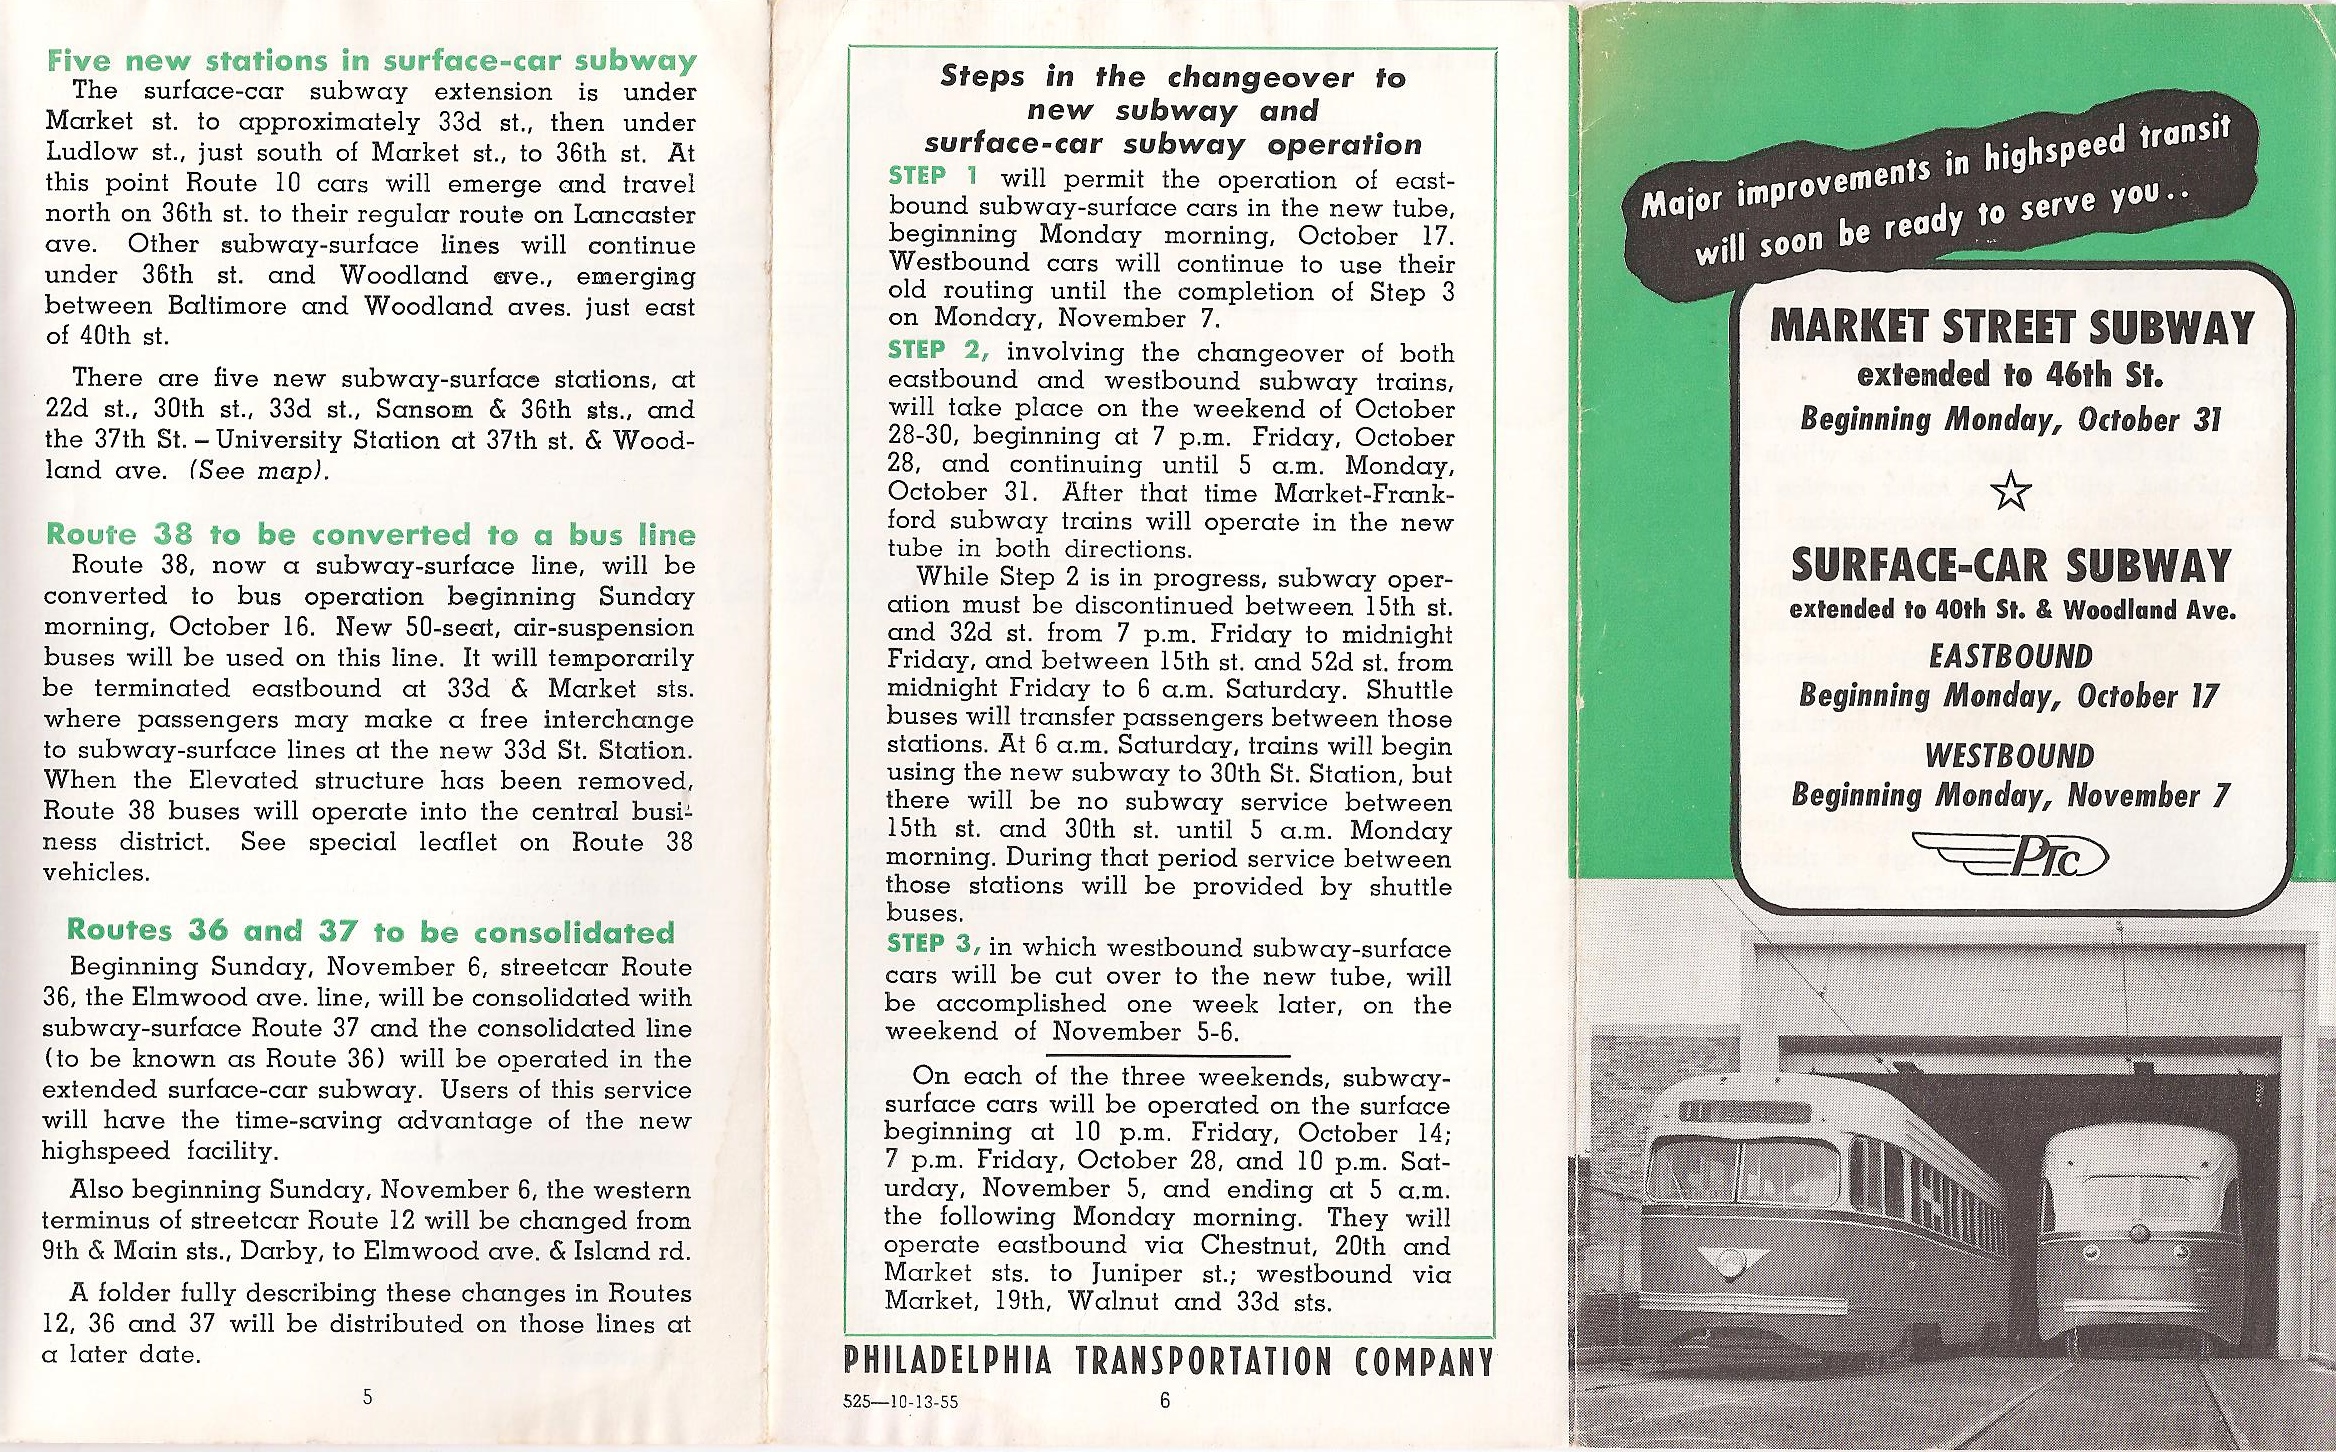 Five new stations in surface-car subway
The surface-car subway extension is under
Market st. to approximately 33d st., then under
Ludlow st., just south of Market st., to 36th st. At
this point Route 10 cars will emerge and travel
north on 36th st. to their regular route on Lancaster
ave. Other subway-surface lines will continue
under 36th st. and Woodland ave., emerging
between Baltimore and Woodland aves. just east
of 40th st.
There are five new subway-surface stations, at
22d st., 30th st., 33d st., Sansom & 36th sts., and
the 37th St. – University Station at 37th st. & Wood-
land ave. (See map).
Route 38 to be converted to a bus line
Route 38, now a subway-surface line, will be
converted to bus operation beginning Sunday
morning, October 16. New 50-seat, air-suspension
buses will be used on this line. It will temporarily
be terminated eastbound at 33d & Market sts.
where passengers may make a free interchange
to subway-surface lines at the new 33d St. Station.
When the Elevated structure has been removed,
Route 38 buses will operate into the central busi-
ness district. See special leaflet on Route 38
vehicles.
Routes 36 and 37 to be consolidated
Beginning Sunday, November 6, streetcar Route
36, the Elmwood ave. line, will be consolidated with
subway-surface Route 37 and the consolidated line
(to be known as Route 36) will be operated in the
extended surface-car subway. Users of this service
will have the time-saving advantage of the new
highspeed facility.
Also beginning Sunday, November 6, the western
terminus of streetcar Route 12 will be changed from
9th & Main sts., Darby, to Elmwood ave. & Island rd.
A folder fully describing these changes in Routes
12, 36 and 37 will be distributed on those lines at
a later date.
5
Steps in the changeover to
new subway and
surface-car subway operation
STEP 1 will permit the operation of east-
bound subway-surface cars in the new tube,
beginning Monday morning, October 17.
Westbound cars will continue to use their
old routing until the completion of Step 3
on Monday, November 7.
STEP 2, involving the changeover of both
eastbound and westbound subway trains,
will take place on the weekend of October
28-30, beginning at 7 p.m. Friday, October
28, and continuing until 5 a.m. Monday,
October 31. After that time Market-Frank-
ford subway trains will operate in the new
tube in both directions.
While Step 2 is in progress, subway oper-
ation must be discontinued between 15th st.
and 32d st. from 7 p.m. Friday to midnight
Friday, and between 15th st. and 52d st. from
midnight Friday to 6 a.m. Saturday. Shuttle
buses will transfer passengers between those
stations. At 6 a.m. Saturday, trains will begin
using the new subway to 30th St. Station, but
there will be no subway service between
15th st. and 30th st. until 5 a.m. Monday
morning. During that period service between
those stations will be provided by shuttle
buses.
STEP 3, in which westbound subway-surface
cars will be cut over to the new tube, will
be accomplished one week later, on the
weekend of November 5-6.
On each of the three weekends, subway-
surface cars will be operated on the surface
beginning at 10 p.m. Friday, October 14;
7 p.m. Friday, October 28, and 10 p.m. Sat-
urday, November 5, and ending at 5 a.m.
the following Monday morning. They will
operate eastbound via Chestnut, 20th and
Market sts. to Juniper st.; westbound via
Market, 19th, Walnut and 33d sts.
PHILADELPHIA TRANSPORTATION COMPANY
525—10-13-55
6
Major improvements in highspeed transit
will soon be ready to serve you..
MARKET STREET SUBWAY
extended to 46th St.
Beginning Monday, October 31
SURFACE-CAR SUBWAY
extended to 40th St. & Woodland Ave.
EASTBOUND
Beginning Monday, October 17
WESTBOUND
Beginning Monday, November 7
PTC